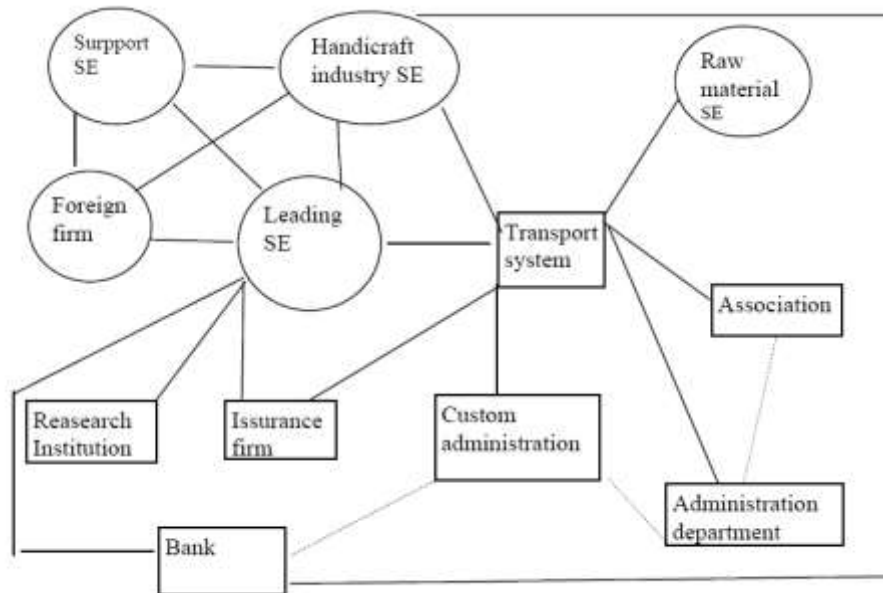 Surpport
SE
Handicraft
industry SE
Raw
material
SE
Foreign
firm
Leading
SE
Transport
system
Association
Reasearch
Institution
Issurance
firm
Custom
administration
Administration
department
Bank